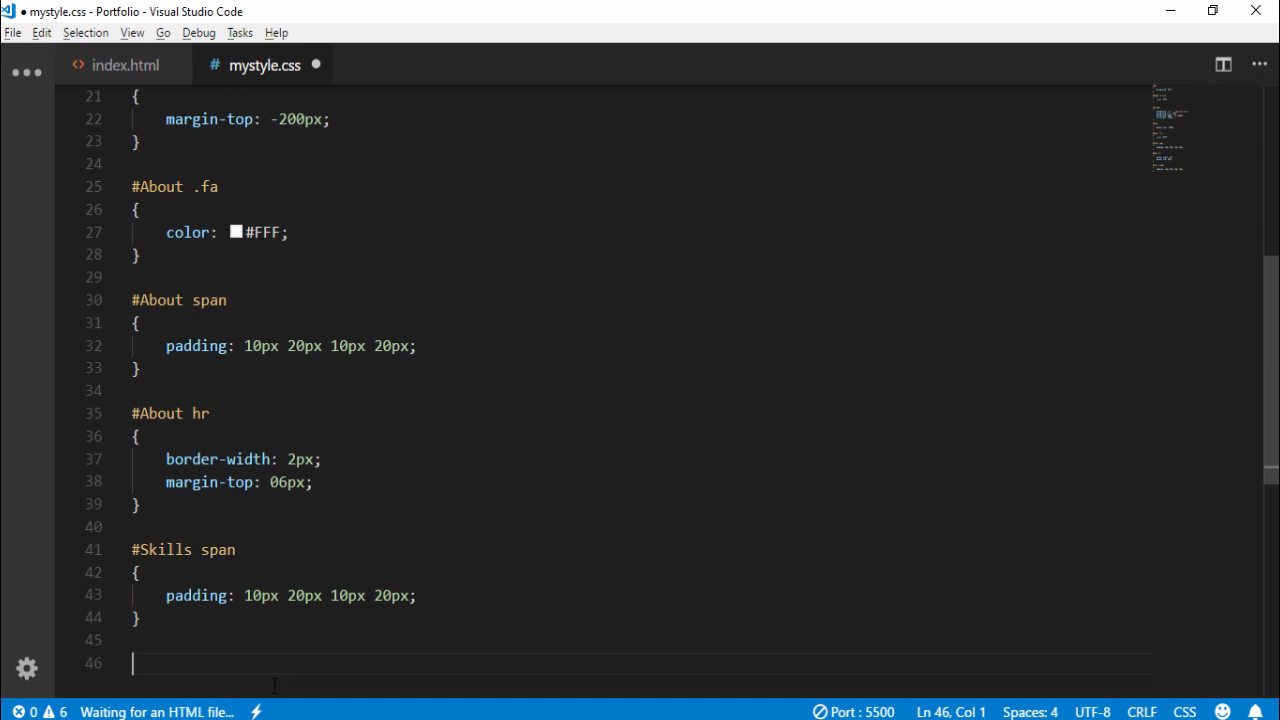 ● mystyle.css - Portfolio - Visual Studio Code
File Edit Selection View Go Debug Tasks Help
index.html # mystyle.css
21 {
22 margin-top: -200px;
23 }
24
25 #About .fa
26 {
27 color: #FFF;
28 }
29
30 #About span
31 {
32 padding: 10px 20px 10px 20px;
33 }
34
35 #About hr
36 {
37 border-width: 2px;
38 margin-top: 06px;
39 }
40
41 #Skills span
42 {
43 padding: 10px 20px 10px 20px;
44 }
45
46
0 6 Waiting for an HTML file... Port : 5500 Ln 46, Col 1 Spaces: 4 UTF-8 CRLF CSS